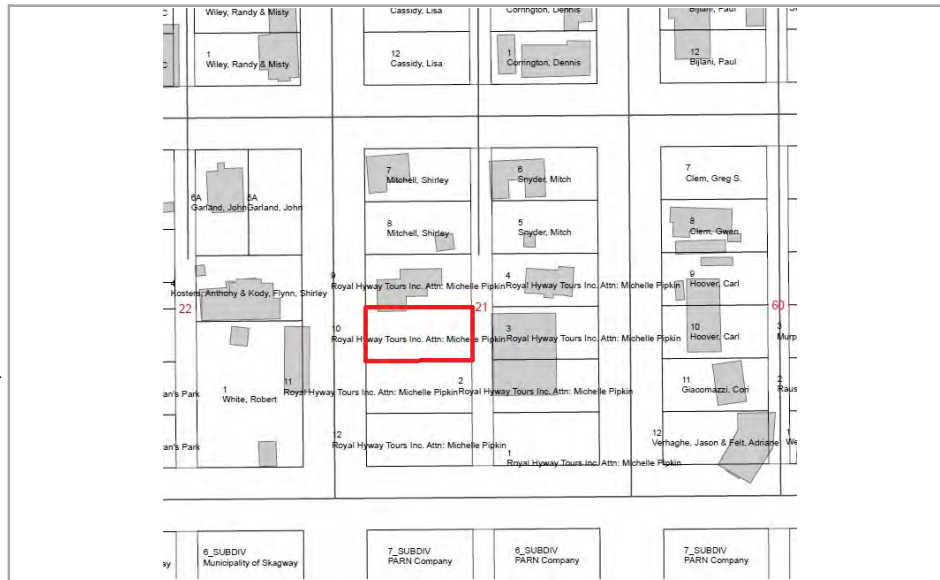 C
Wiley, Randy & Misty
Cassidy, Lisa
Corrington, Dennis
Bijlani, Paul
C
1
Wiley, Randy & Misty
12
Cassidy, Lisa
1
Corrington, Dennis
12
Bijlani, Paul
6A
Garland, John
5A
Garland, John
7
Mitchell, Shirley
6
Snyder, Mitch
7
Clem, Greg S.
8
Mitchell, Shirley
5
Snyder, Mitch
8
Clem, Gwen
4
Hosters, Anthony & Kody, Flynn, Shirley
9
Royal Hyway Tours Inc. Attn: Michelle Pipkin
4
Royal Hyway Tours Inc. Attn: Michelle Pipkin
9
Hoover, Carl
22
21
60
10
Royal Hyway Tours Inc. Attn: Michelle Pipkin
3
Royal Hyway Tours Inc. Attn: Michelle Pipkin
10
Hoover, Carl
3
Murp
an's Park
1
White, Robert
11
Royal Hyway Tours Inc. Attn: Michelle Pipkin
2
Royal Hyway Tours Inc. Attn: Michelle Pipkin
11
Giacomazzi, Cori
2
Raus
an's Park
12
Royal Hyway Tours Inc. Attn: Michelle Pipkin
1
Royal Hyway Tours Inc. Attn: Michelle Pipkin
12
Verhaghe, Jason & Felt, Adriane
1
We
ay
6_SUBDIV
Municipality of Skagway
7_SUBDIV
PARN Company
6_SUBDIV
PARN Company
7_SUBDIV
PARN Company